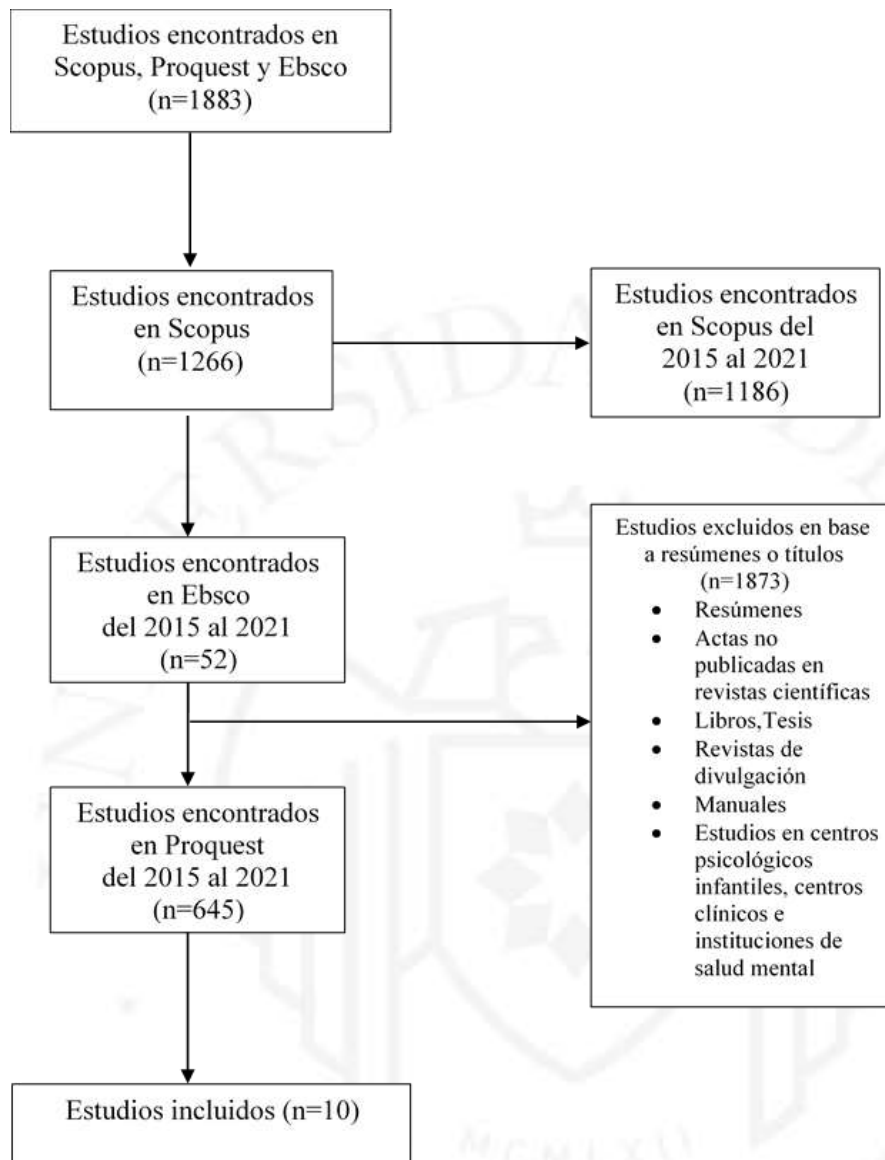 Estudios encontrados en
Scopus, Proquest y Ebsco
(n=1883)
Estudios encontrados
en Scopus
(n=1266)
Estudios encontrados
en Scopus del
2015 al 2021
(n=1186)
Estudios encontrados
en Ebsco
del 2015 al 2021
(n=52)
Estudios excluidos en base
a resúmenes o títulos
(n=1873)
• Resúmenes
• Actas no
publicadas en
revistas científicas
• Libros,Tesis
• Revistas de
divulgación
• Manuales
• Estudios en centros
psicológicos
infantiles, centros
clínicos e
instituciones de
salud mental
Estudios encontrados
en Proquest
del 2015 al 2021
(n=645)
Estudios incluidos (n=10)